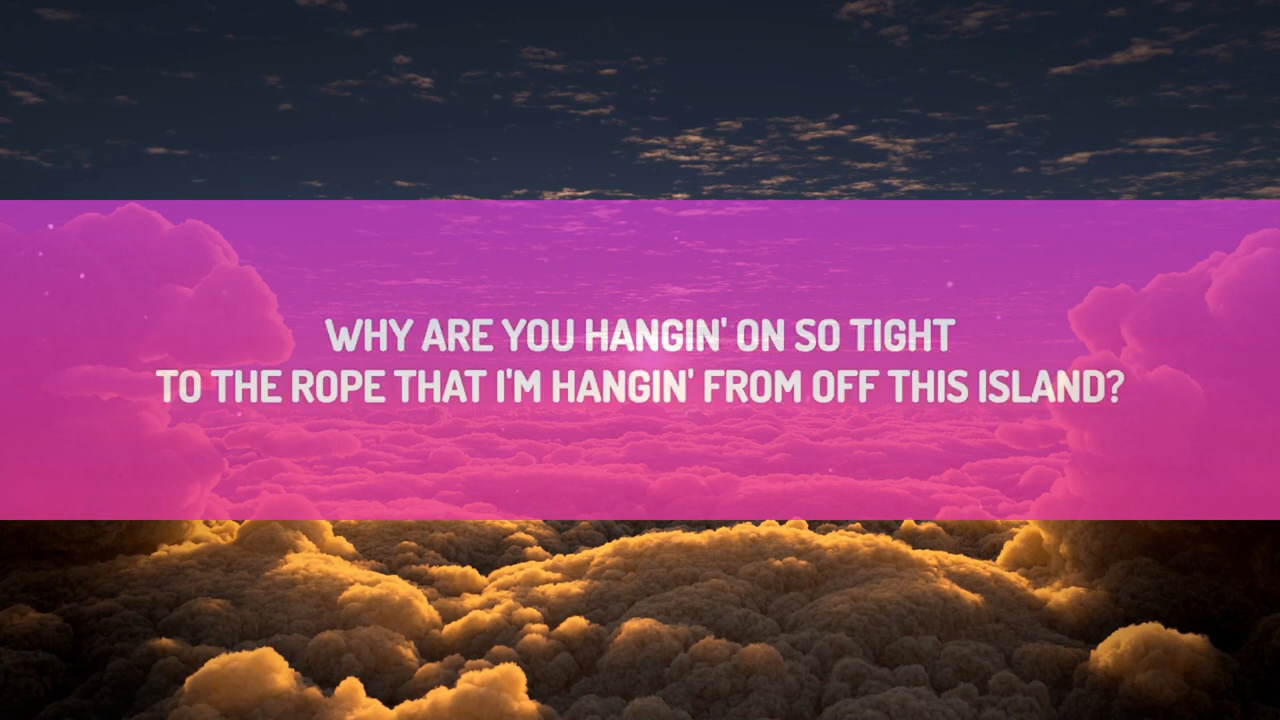 WHY ARE YOU HANGIN' ON SO TIGHT
TO THE ROPE THAT I'M HANGIN' FROM OFF THIS ISLAND?